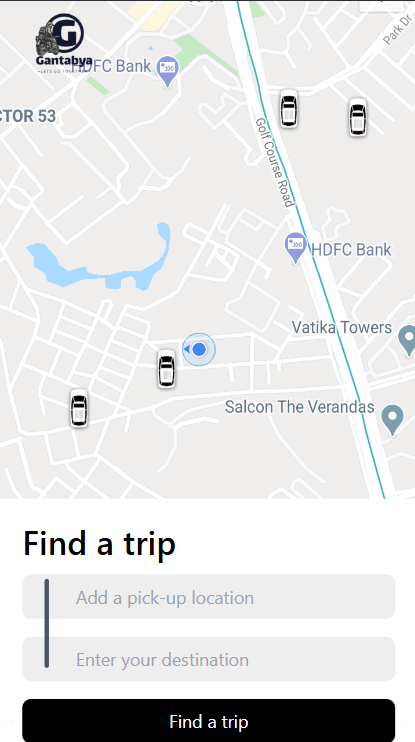 Park Dr
Gantabya
~LETS GO TOGETHER~
HDFC Bank
CTOR 53
Golf Course Road
HDFC Bank
Vatika Towers
Salcon The Verandas
Find a trip
Add a pick-up location
Enter your destination
Find a trip